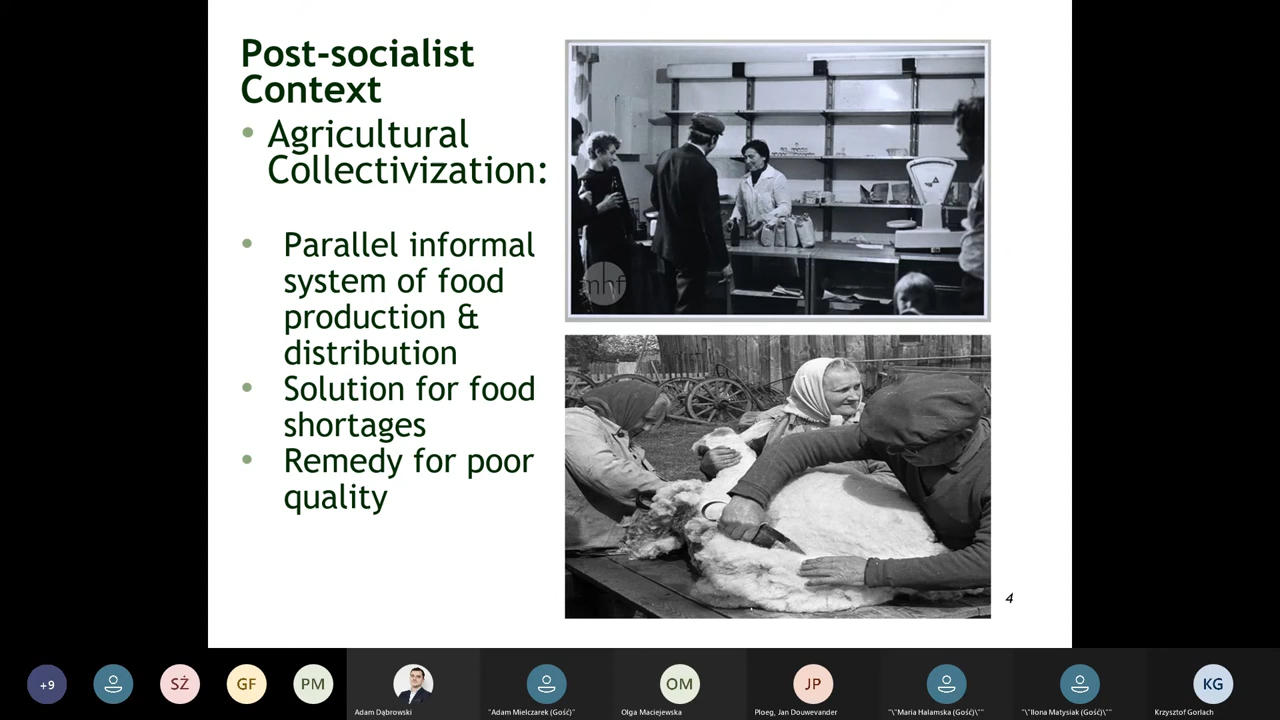 Post-socialist
Context
• Agricultural
Collectivization:
• Parallel informal
system of food
production &
distribution
• Solution for food
shortages
• Remedy for poor
quality
mhf
4
+9
SŻ
GF
PM
Adam Dąbrowski
"Adam Mielczarek (Gość)"
OM
Olga Maciejewska
JP
Ploeg, Jan Douwevander
"\"Maria Halamska (Gość)\""
"\"Ilona Matysiak (Gość)\""
KG
Krzysztof Gorlach